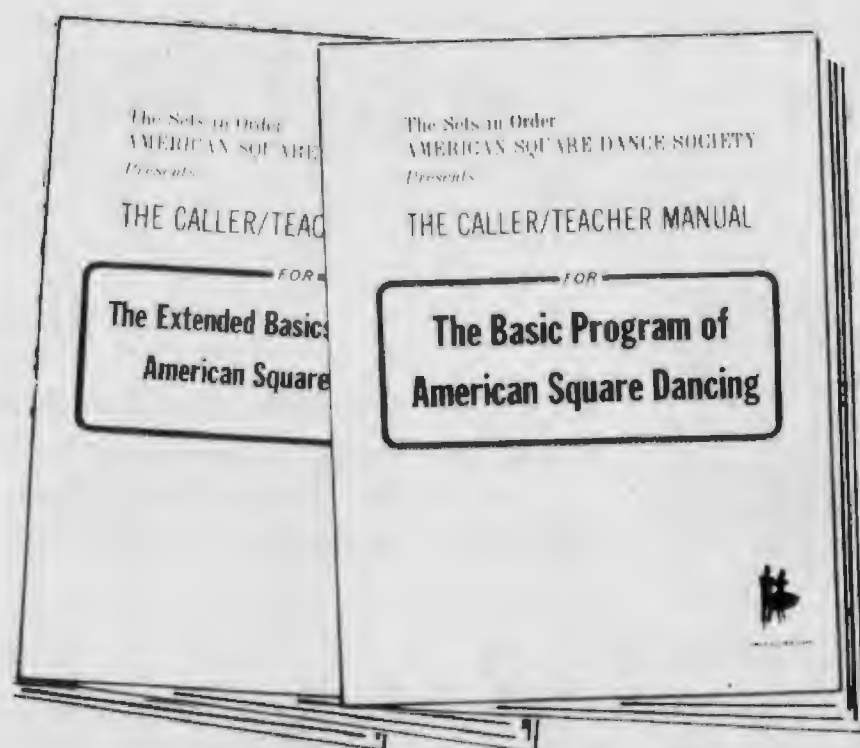 The Sets in Order
AMERICAN SQUARE
Presents
THE CALLER/TEAC
FOR
The Extended Basics
American Square
The Sets in Order
AMERICAN SQUARE DANCE SOCIETY
Presents
THE CALLER/TEACHER MANUAL
FOR
The Basic Program of
American Square Dancing